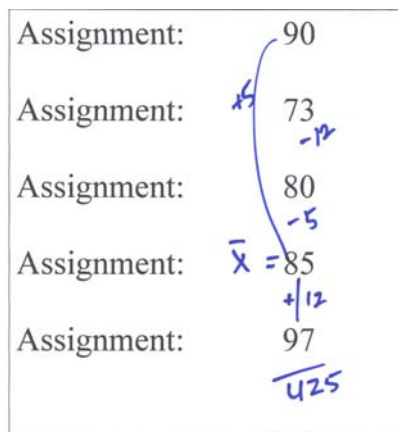 Assignment: 90
+5
Assignment: 73
-12
Assignment: 80
-5
Assignment: x̄ = 85
+12
Assignment: 97
425